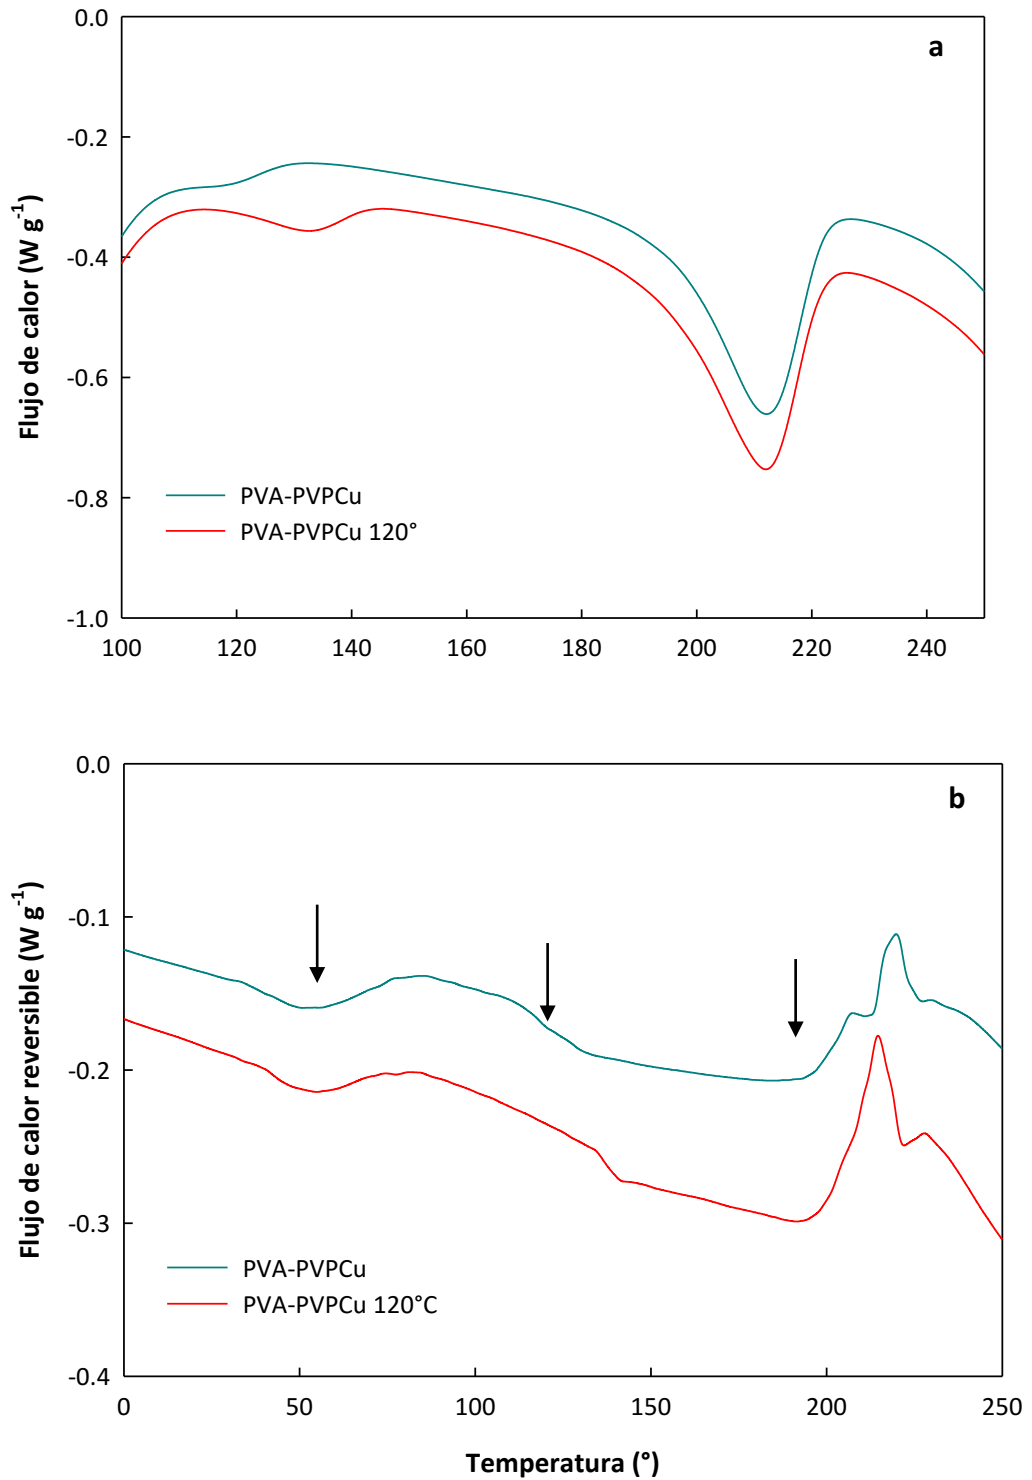 a
0.0
-0.2
-0.4
-0.6
-0.8
-1.0
Flujo de calor (W g⁻¹)
PVA-PVPCu
PVA-PVPCu 120°
100 120 140 160 180 200 220 240
b
0.0
-0.1
-0.2
-0.3
-0.4
Flujo de calor reversible (W g⁻¹)
PVA-PVPCu
PVA-PVPCu 120°C
0 50 100 150 200 250
Temperatura (°)